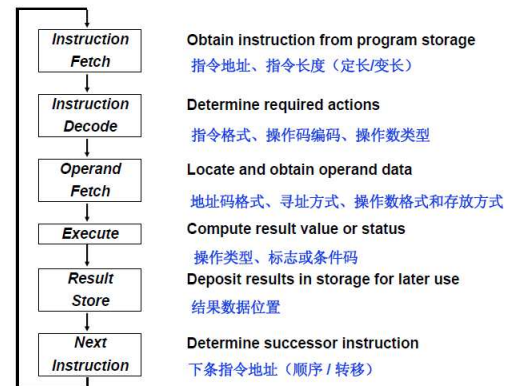 Instruction
Fetch
Obtain instruction from program storage
指令地址、指令长度（定长/变长）
Instruction
Decode
Determine required actions
指令格式、操作码编码、操作数类型
Operand
Fetch
Locate and obtain operand data
地址码格式、寻址方式、操作数格式和存放方式
Execute
Compute result value or status
操作类型、标志或条件码
Result
Store
Deposit results in storage for later use
结果数据位置
Next
Instruction
Determine successor instruction
下条指令地址（顺序 / 转移）